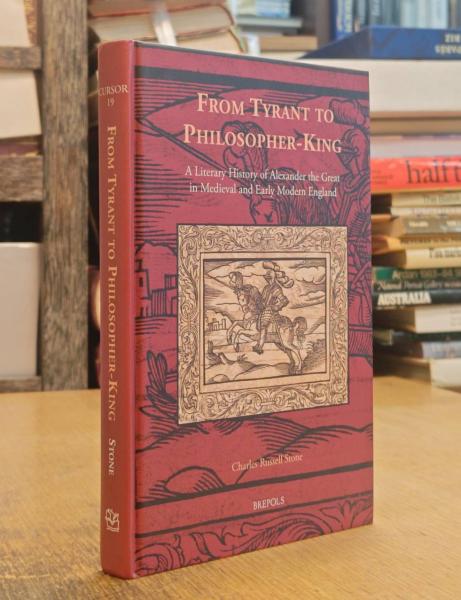 CURSOR
19
FROM TYRANT TO PHILOSOPHER-KING
STONE
FROM TYRANT TO
PHILOSOPHER-KING
A Literary History of Alexander the Great
in Medieval and Early Modern England
Charles Russell Stone
BREPOLS
half t
AUSTRALIA